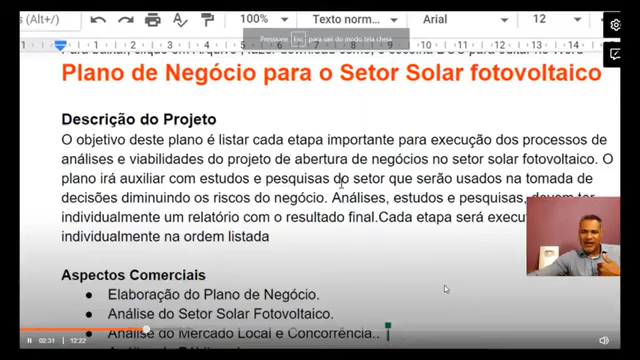 s (Alt+/)
100%
Texto norm...
Arial
12
Pressione Esc para sair do modo tela cheia
Plano de Negócio para o Setor Solar fotovoltaico
Descrição do Projeto
O objetivo deste plano é listar cada etapa importante para execução dos processos de
análises e viabilidades do projeto de abertura de negócios no setor solar fotovoltaico. O
plano irá auxiliar com estudos e pesquisas do setor que serão usados na tomada de
decisões diminuindo os riscos do negócio. Análises, estudos e pesquisas, devem ter
individualmente um relatório com o resultado final.Cada etapa será execut
individualmente na ordem listada
Aspectos Comerciais
● Elaboração do Plano de Negócio.
● Análise do Setor Solar Fotovoltaico.
● Análise do Mercado Local e Concorrência..
02:31 12:22